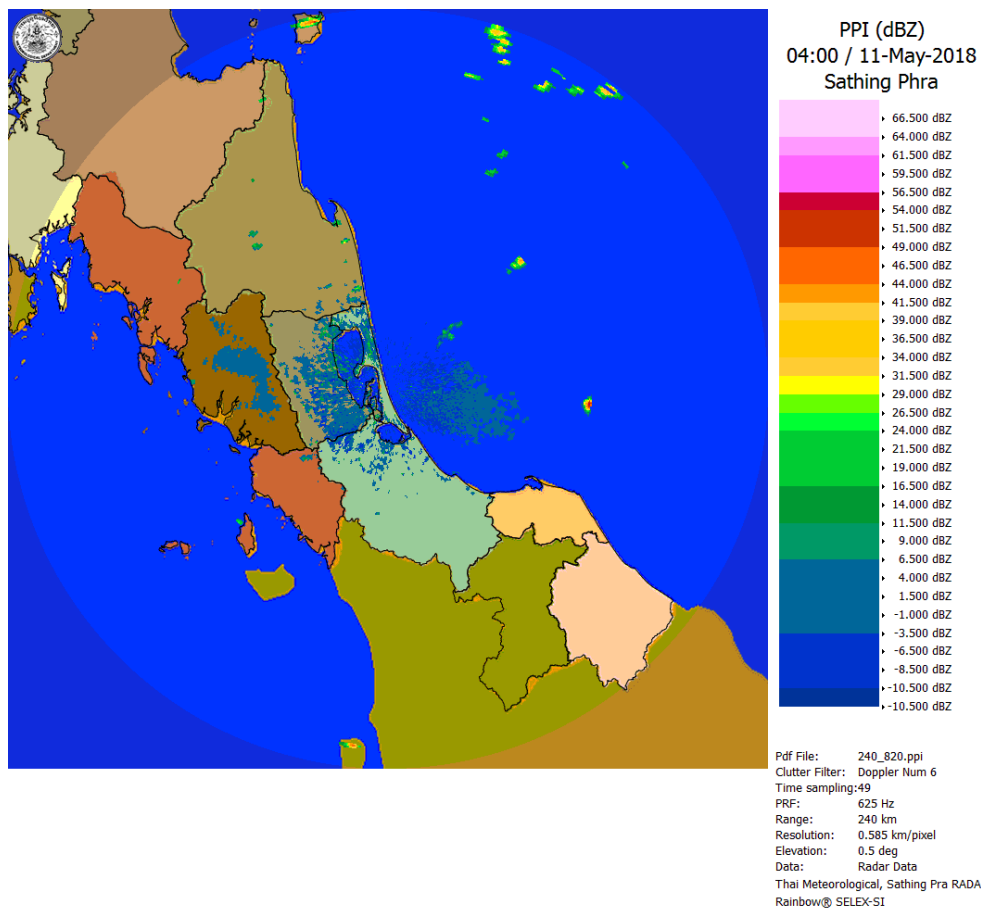 PPI (dBZ)
04:00 / 11-May-2018
Sathing Phra
66.500 dBZ
64.000 dBZ
61.500 dBZ
59.500 dBZ
56.500 dBZ
54.000 dBZ
51.500 dBZ
49.000 dBZ
46.500 dBZ
44.000 dBZ
41.500 dBZ
39.000 dBZ
36.500 dBZ
34.000 dBZ
31.500 dBZ
29.000 dBZ
26.500 dBZ
24.000 dBZ
21.500 dBZ
19.000 dBZ
16.500 dBZ
14.000 dBZ
11.500 dBZ
9.000 dBZ
6.500 dBZ
4.000 dBZ
1.500 dBZ
-1.000 dBZ
-3.500 dBZ
-6.500 dBZ
-8.500 dBZ
-10.500 dBZ
-10.500 dBZ
Pdf File: 240_820.ppi
Clutter Filter: Doppler Num 6
Time sampling:49
PRF: 625 Hz
Range: 240 km
Resolution: 0.585 km/pixel
Elevation: 0.5 deg
Data: Radar Data
Thai Meteorological, Sathing Pra RADA
Rainbow® SELEX-SI